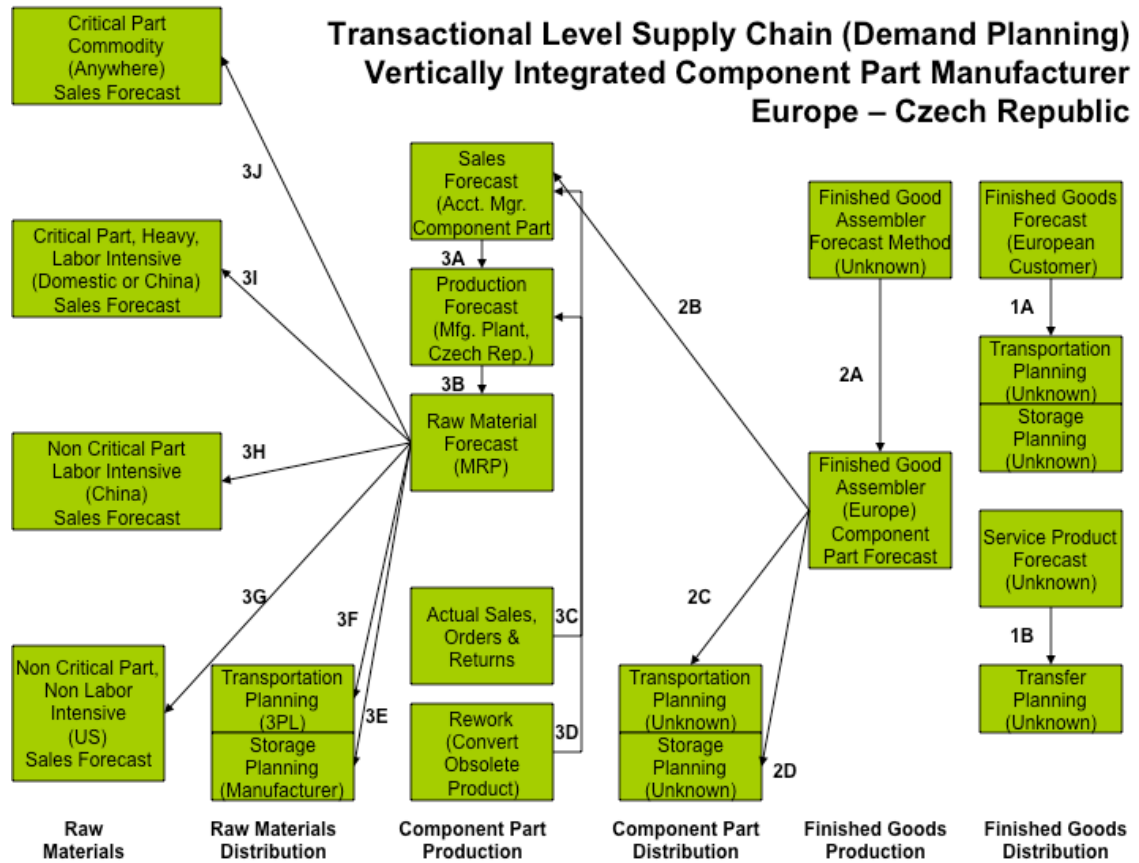 Transactional Level Supply Chain (Demand Planning)
Vertically Integrated Component Part Manufacturer
Europe – Czech Republic
Critical Part
Commodity
(Anywhere)
Sales Forecast
3J
Critical Part, Heavy,
Labor Intensive
(Domestic or China)
Sales Forecast
3I
Non Critical Part
Labor Intensive
(China)
Sales Forecast
3H
Non Critical Part,
Non Labor
Intensive
(US)
Sales Forecast
3G
Transportation
Planning
(3PL)
Storage
Planning
(Manufacturer)
3F
3E
Sales
Forecast
(Acct. Mgr.
Component Part
3A
Production
Forecast
(Mfg. Plant,
Czech Rep.)
3B
Raw Material
Forecast
(MRP)
Actual Sales,
Orders &
Returns
3C
Rework
(Convert
Obsolete
Product)
3D
2B
2C
Transportation
Planning
(Unknown)
Storage
Planning
(Unknown)
2D
Finished Good
Assembler
Forecast Method
(Unknown)
2A
Finished Good
Assembler
(Europe)
Component
Part Forecast
Finished Goods
Forecast
(European
Customer)
1A
Transportation
Planning
(Unknown)
Storage
Planning
(Unknown)
Service Product
Forecast
(Unknown)
1B
Transfer
Planning
(Unknown)
Raw
Materials
Raw Materials
Distribution
Component Part
Production
Component Part
Distribution
Finished Goods
Production
Finished Goods
Distribution